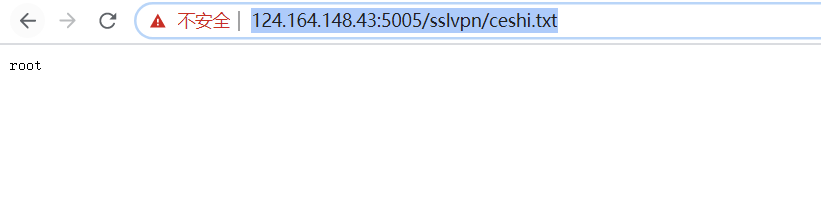 不安全 | 124.164.148.43:5005/sslvpn/ceshi.txt
root